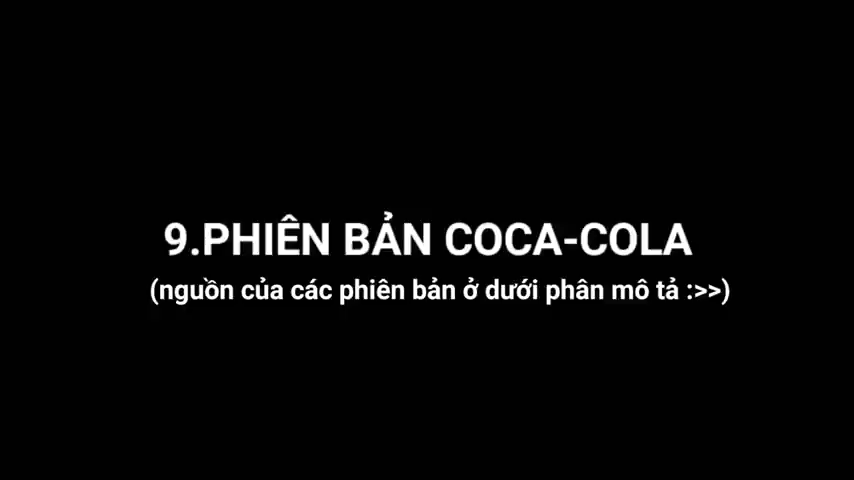 9.PHIÊN BẢN COCA-COLA
(nguồn của các phiên bản ở dưới phân mô tả :>>)